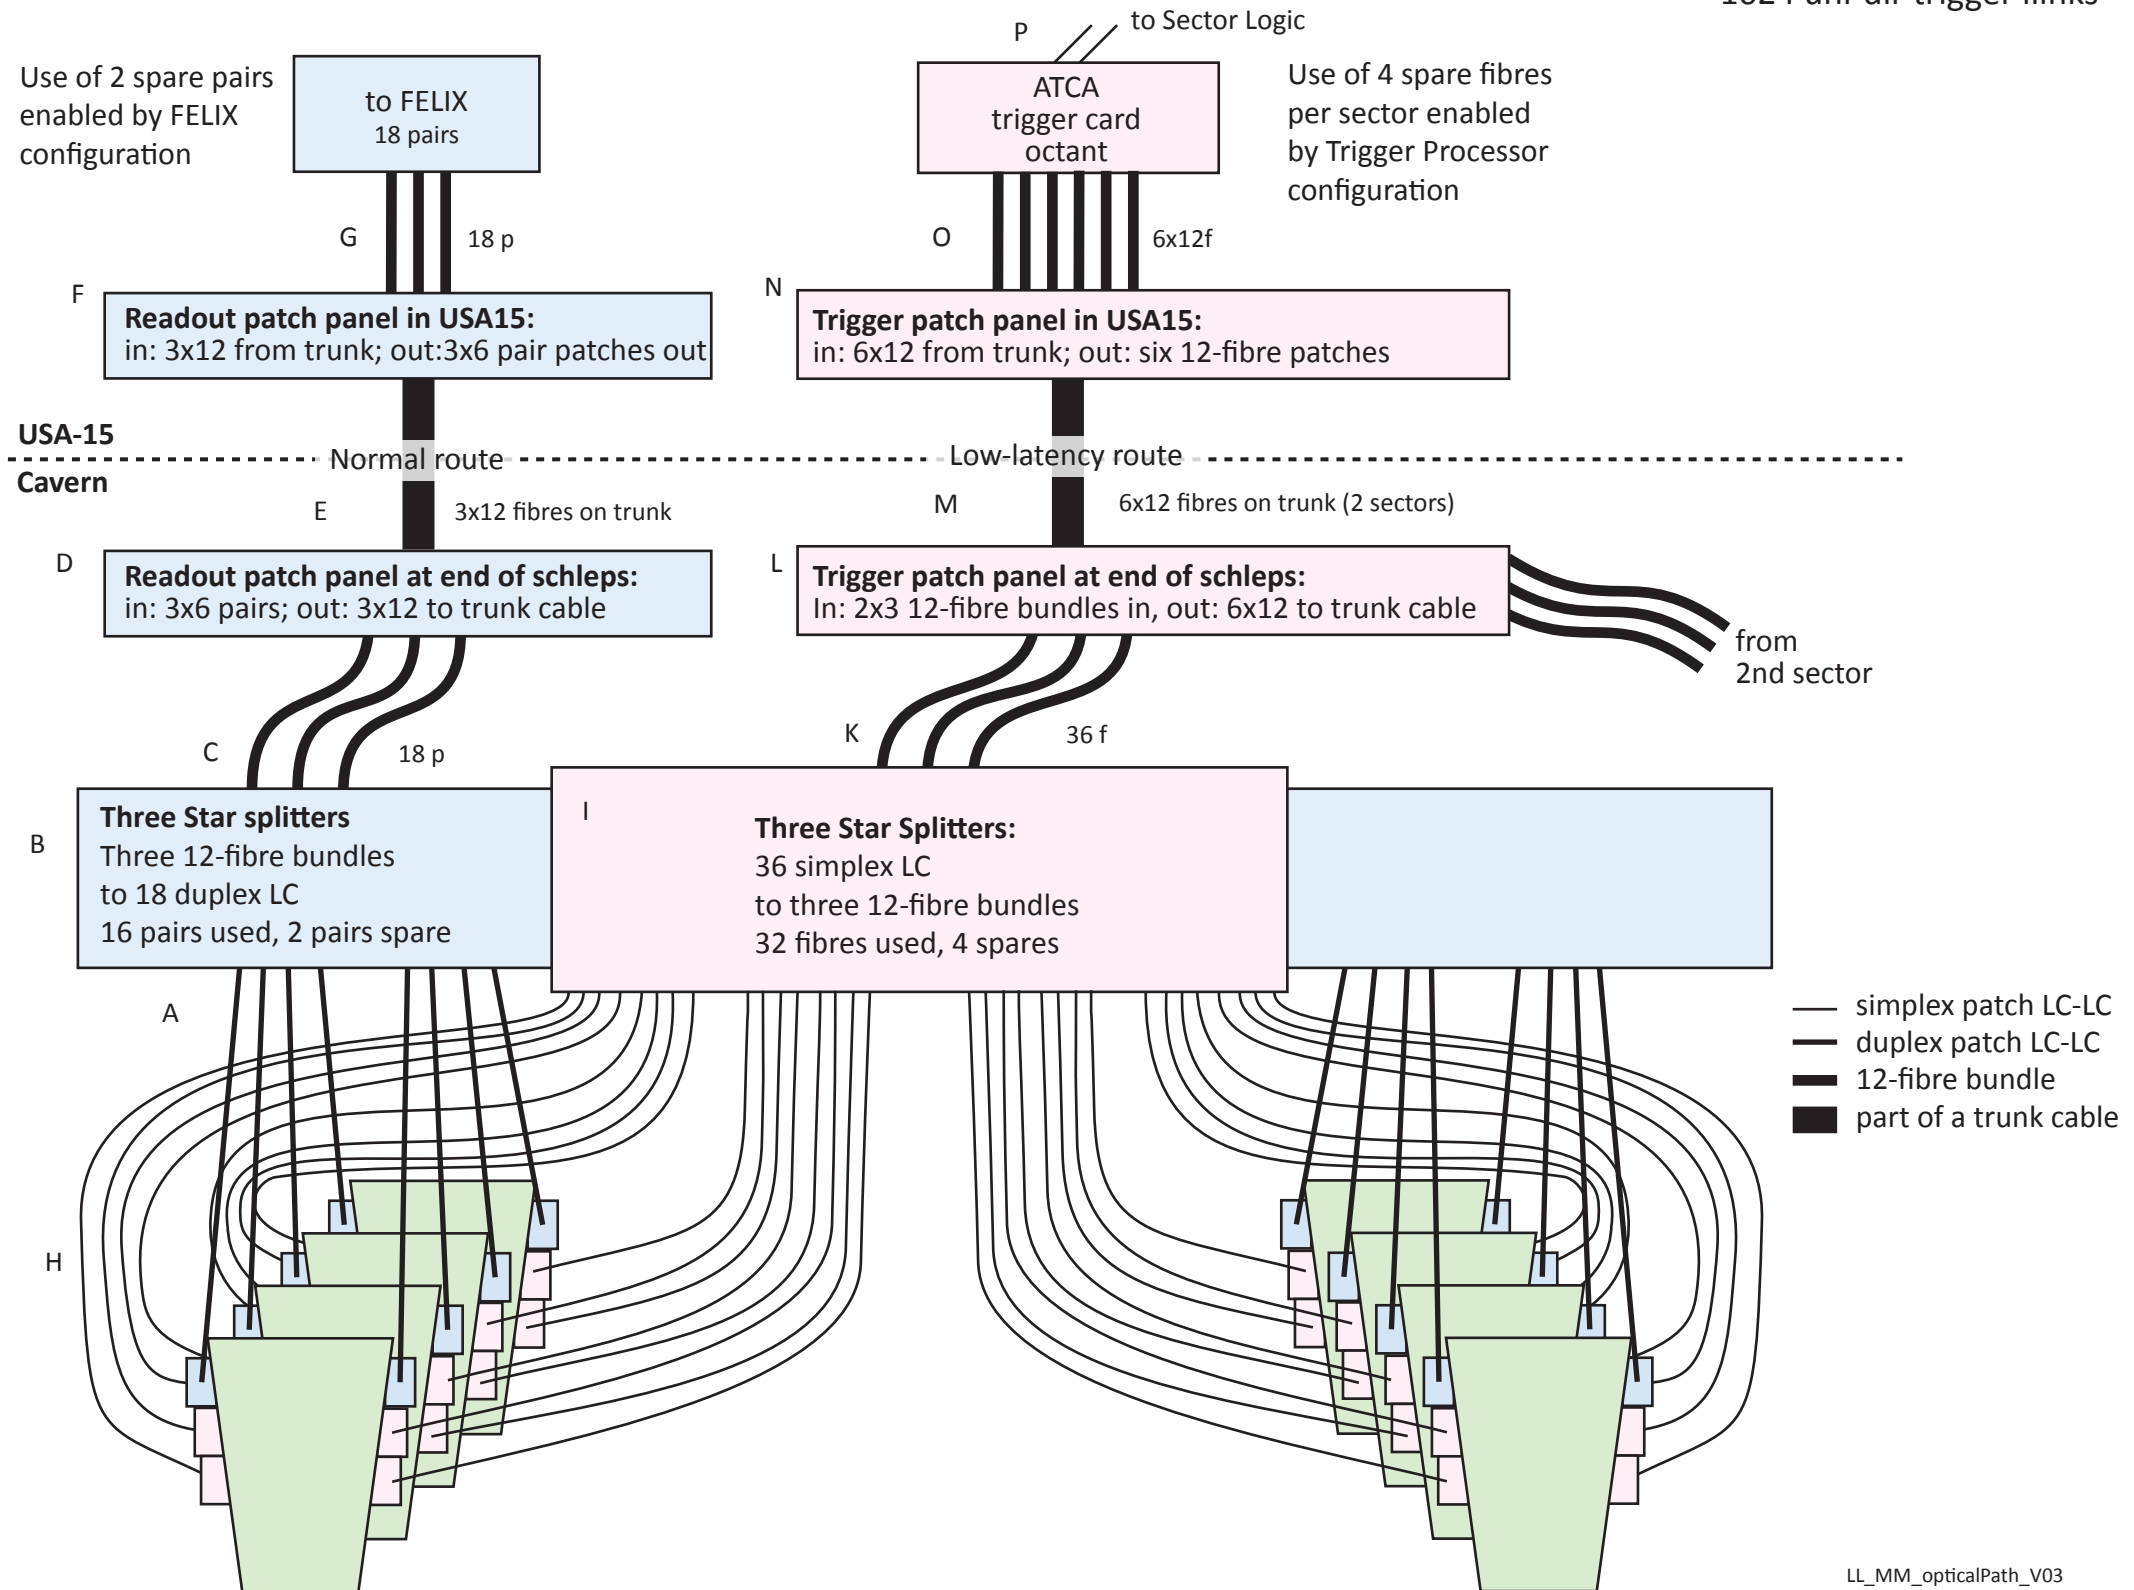 P
to Sector Logic
Use of 2 spare pairs
enabled by FELIX
configuration
to FELIX
18 pairs
ATCA
trigger card
octant
Use of 4 spare fibres
per sector enabled
by Trigger Processor
configuration
G
18 p
O
6x12f
F
Readout patch panel in USA15:
in: 3x12 from trunk; out:3x6 pair patches out
N
Trigger patch panel in USA15:
in: 6x12 from trunk; out: six 12-fibre patches
USA-15
Normal route
Low-latency route
Cavern
E
3x12 fibres on trunk
M
6x12 fibres on trunk (2 sectors)
D
Readout patch panel at end of schleps:
in: 3x6 pairs; out: 3x12 to trunk cable
L
Trigger patch panel at end of schleps:
In: 2x3 12-fibre bundles in, out: 6x12 to trunk cable
from
2nd sector
C
18 p
K
36 f
B
Three Star splitters
Three 12-fibre bundles
to 18 duplex LC
16 pairs used, 2 pairs spare
I
Three Star Splitters:
36 simplex LC
to three 12-fibre bundles
32 fibres used, 4 spares
A
simplex patch LC-LC
duplex patch LC-LC
12-fibre bundle
part of a trunk cable
H
LL_MM_opticalPath_V03